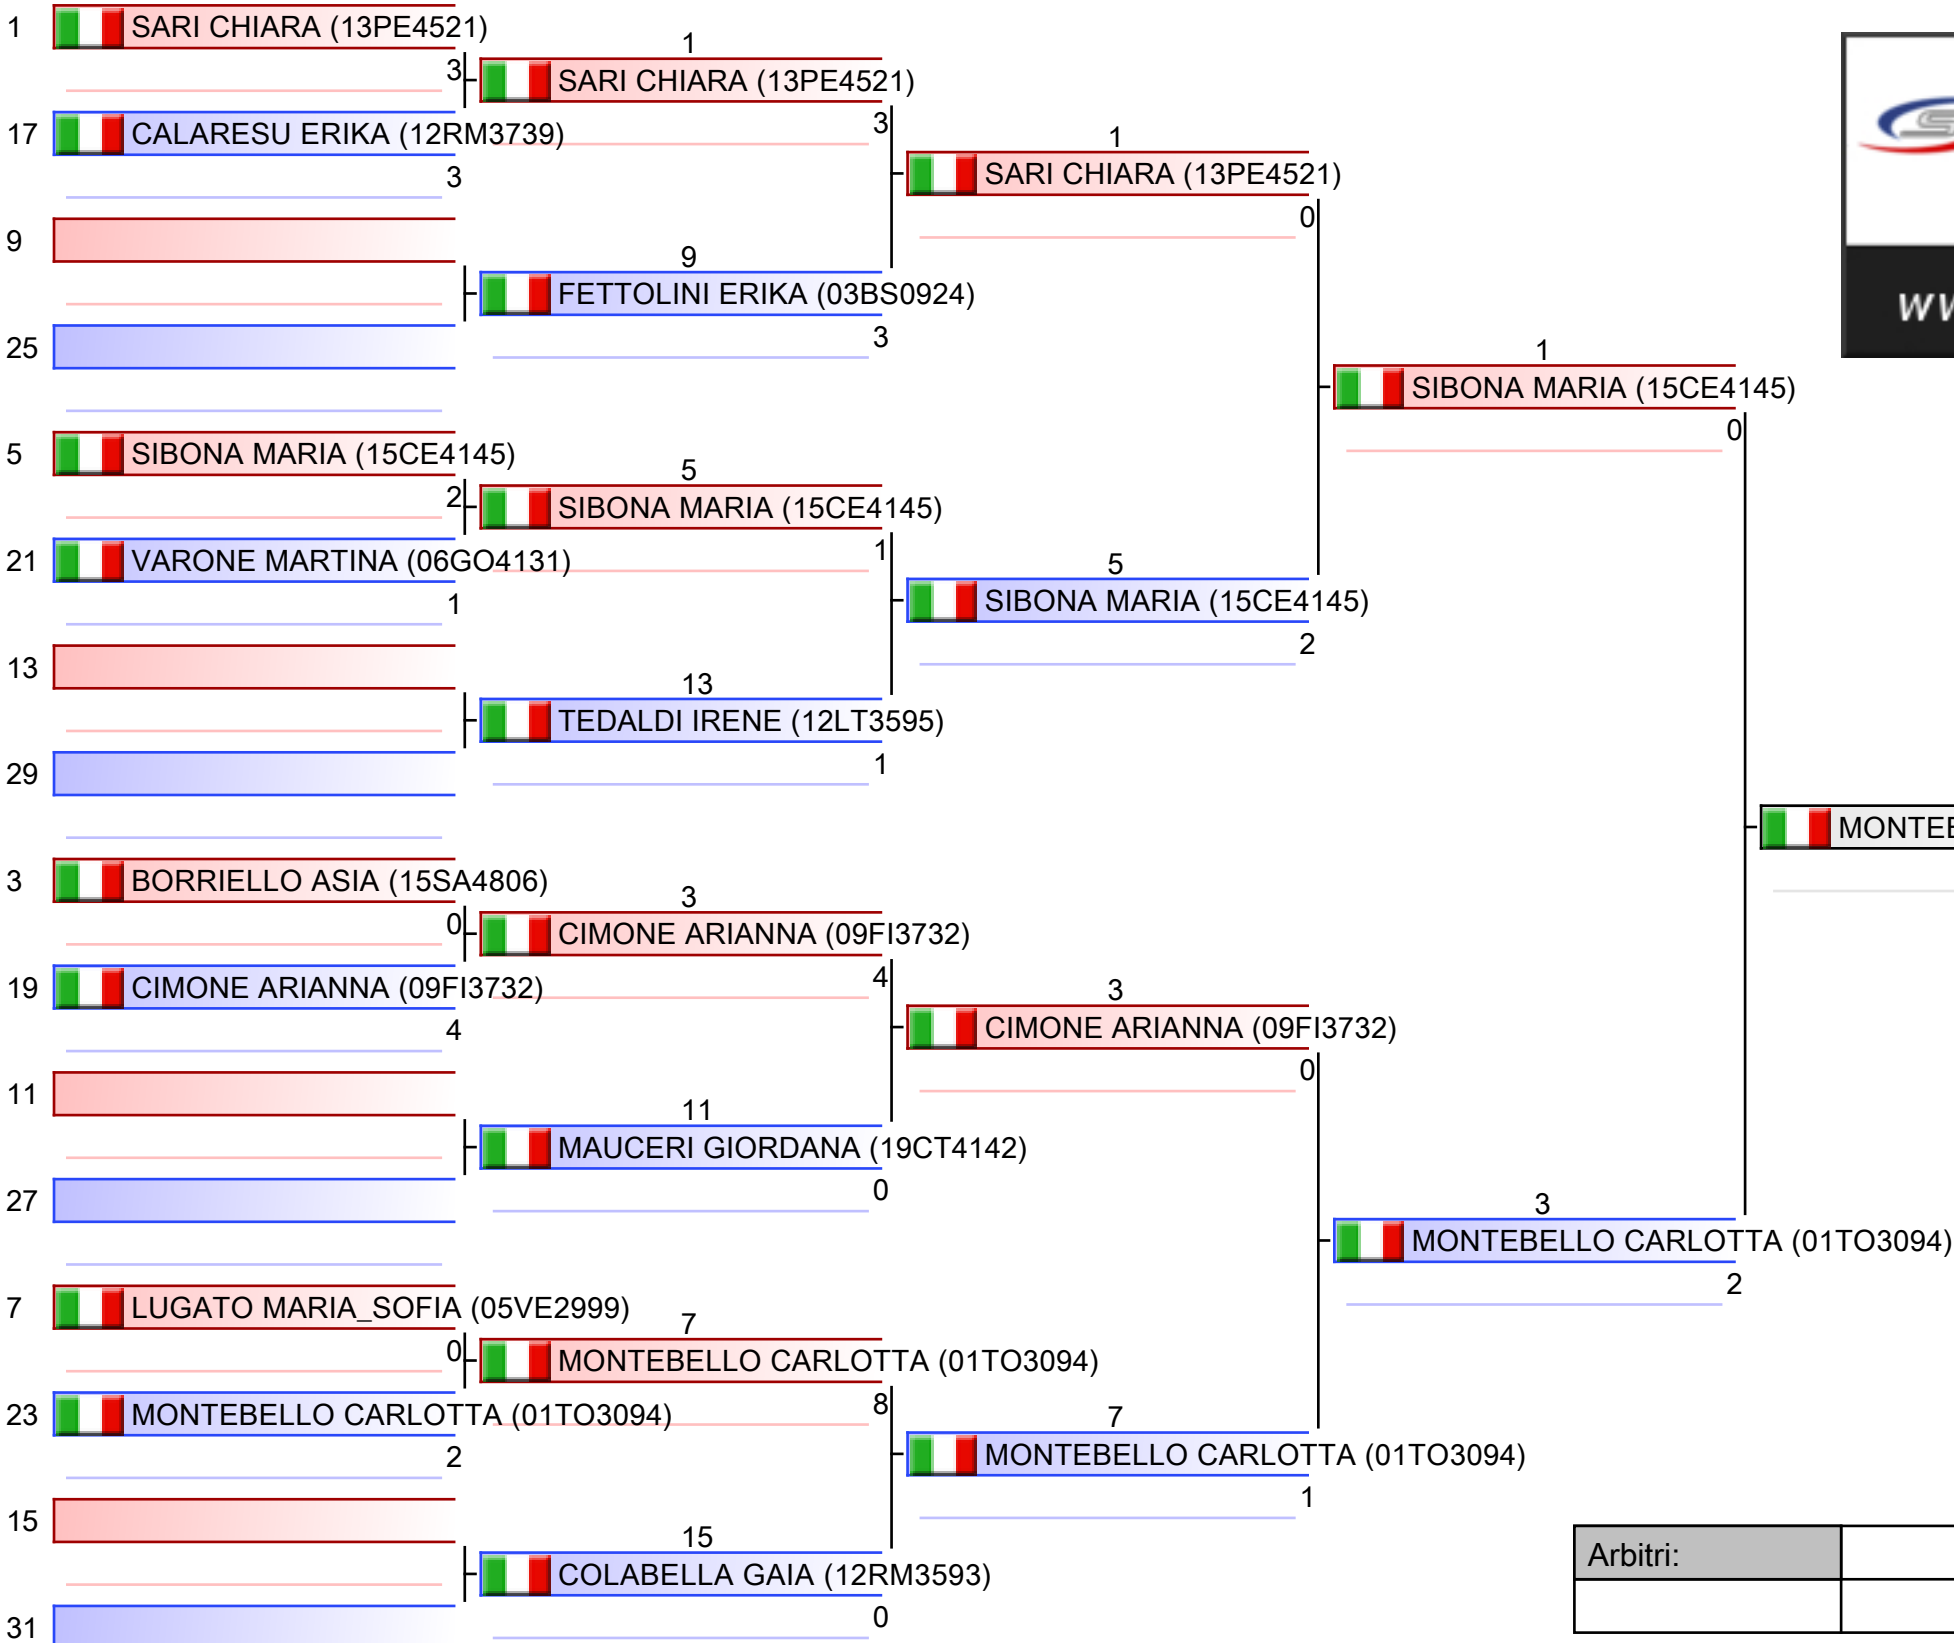 1 SARI CHIARA (13PE4521)
3
17 CALARESU ERIKA (12RM3739)
3
9
25
5 SIBONA MARIA (15CE4145)
2
21 VARONE MARTINA (06GO4131)
1
13
29
3 BORRIELLO ASIA (15SA4806)
0
19 CIMONE ARIANNA (09FI3732)
4
11
27
7 LUGATO MARIA_SOFIA (05VE2999)
0
23 MONTEBELLO CARLOTTA (01TO3094)
2
15
31
1
SARI CHIARA (13PE4521)
3
9
FETTOLINI ERIKA (03BS0924)
3
5
SIBONA MARIA (15CE4145)
1
13
TEDALDI IRENE (12LT3595)
1
3
CIMONE ARIANNA (09FI3732)
4
11
MAUCERI GIORDANA (19CT4142)
0
7
MONTEBELLO CARLOTTA (01TO3094)
8
15
COLABELLA GAIA (12RM3593)
0
1
SARI CHIARA (13PE4521)
0
5
SIBONA MARIA (15CE4145)
2
3
CIMONE ARIANNA (09FI3732)
0
7
MONTEBELLO CARLOTTA (01TO3094)
1
1
SIBONA MARIA (15CE4145)
0
3
MONTEBELLO CARLOTTA (01TO3094)
2
Arbitri: